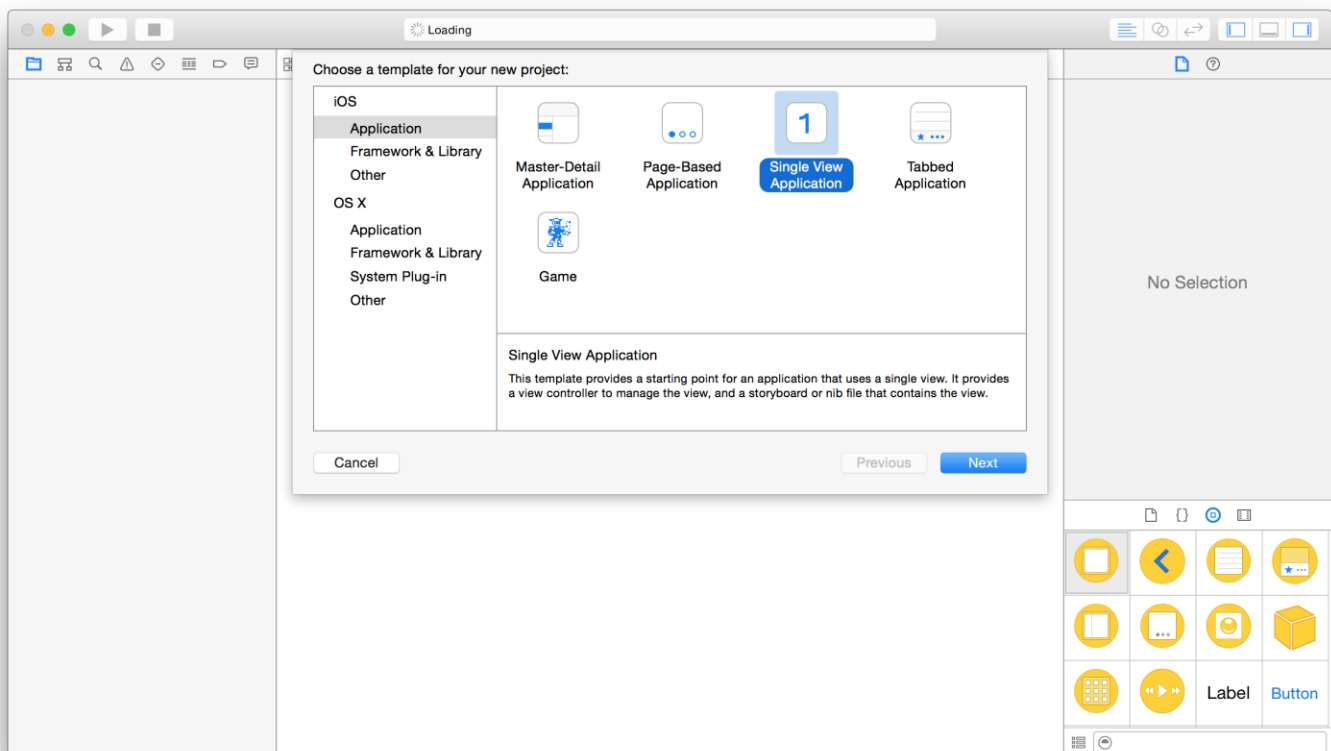 Loading
Choose a template for your new project:
iOS
Application
Framework & Library
Other
OS X
Application
Framework & Library
System Plug-in
Other
Master-Detail
Application
Page-Based
Application
1
Single View
Application
Tabbed
Application
Game
Single View Application
This template provides a starting point for an application that uses a single view. It provides
a view controller to manage the view, and a storyboard or nib file that contains the view.
Cancel
Previous
Next
No Selection
{}
Label
Button